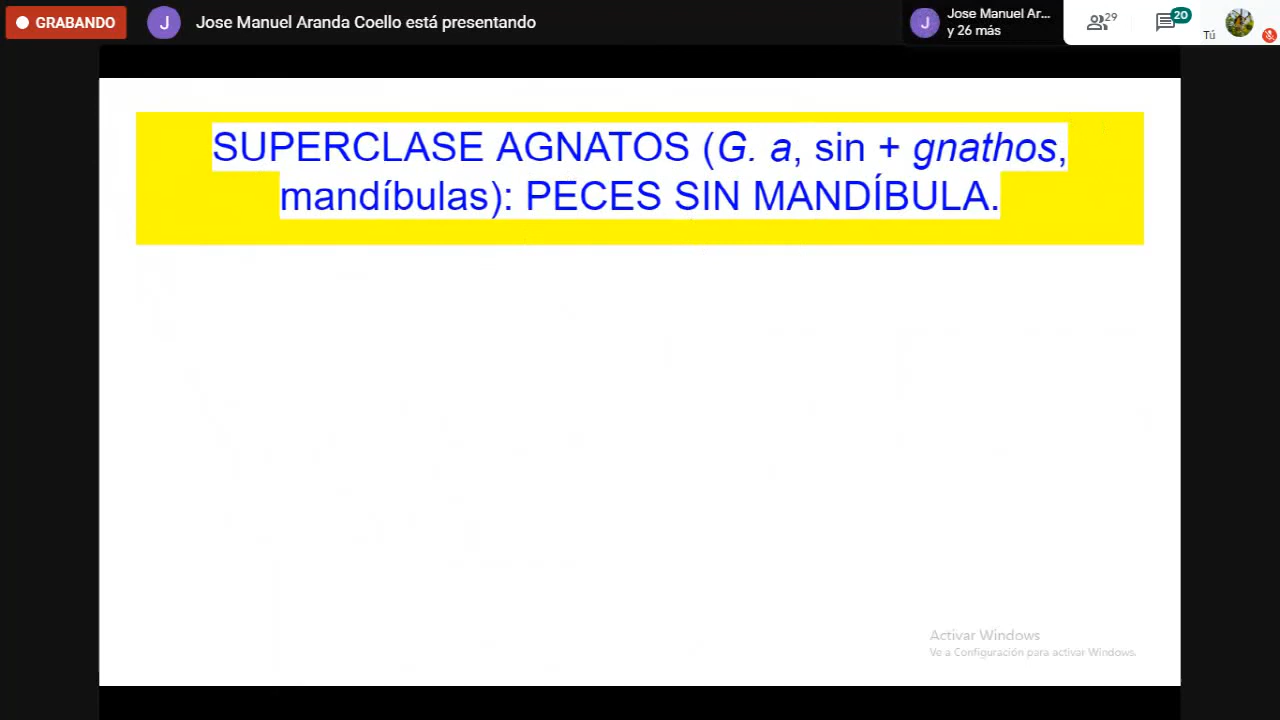 GRABANDO
J
Jose Manuel Aranda Coello está presentando
J
Jose Manuel Ar...
y 26 más
29
20
Tú
SUPERCLASE AGNATOS (G. a, sin + gnathos,
mandíbulas): PECES SIN MANDÍBULA.
Activar Windows
Ve a Configuración para activar Windows.